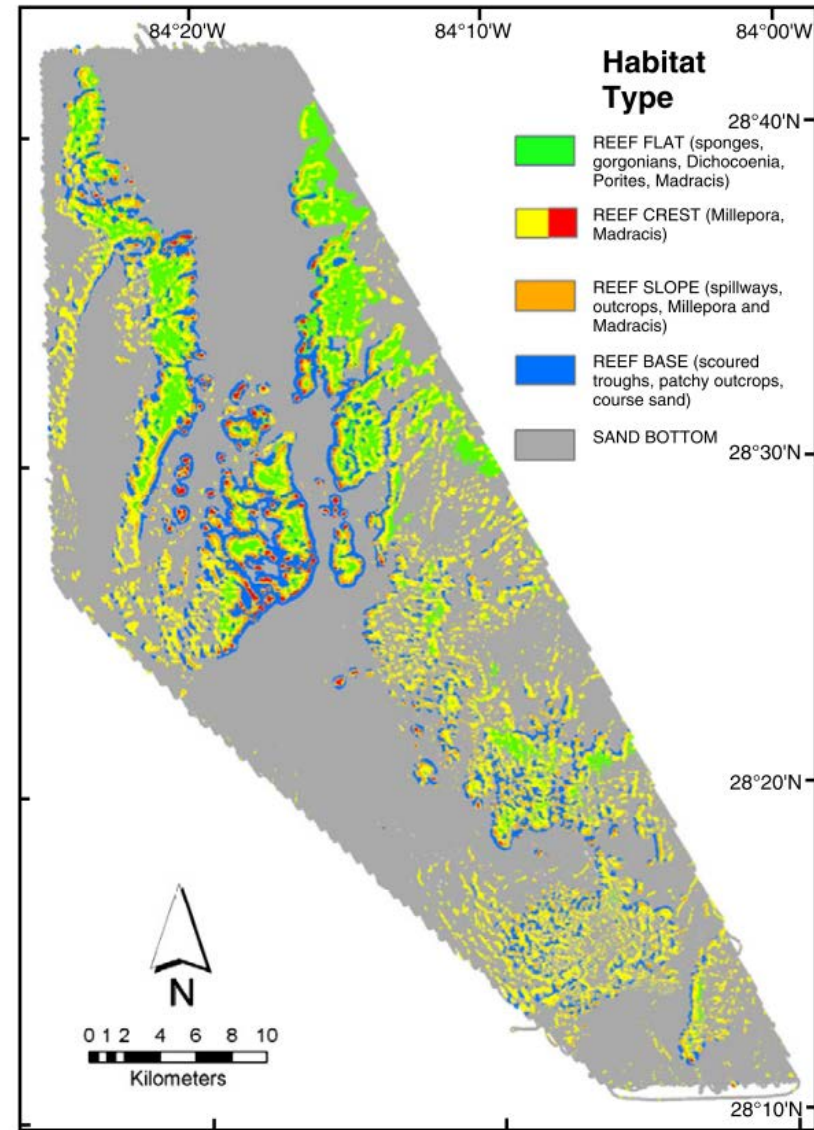 84°20'W
84°10'W
84°00'W
Habitat
Type
28°40'N
REEF FLAT (sponges,
gorgonians, Dichocoenia,
Porites, Madracis)
REEF CREST (Millepora,
Madracis)
REEF SLOPE (spillways,
outcrops, Millepora and
Madracis)
REEF BASE (scoured
troughs, patchy outcrops,
course sand)
SAND BOTTOM
28°30'N
28°20'N
N
0 1 2 4 6 8 10
Kilometers
28°10'N